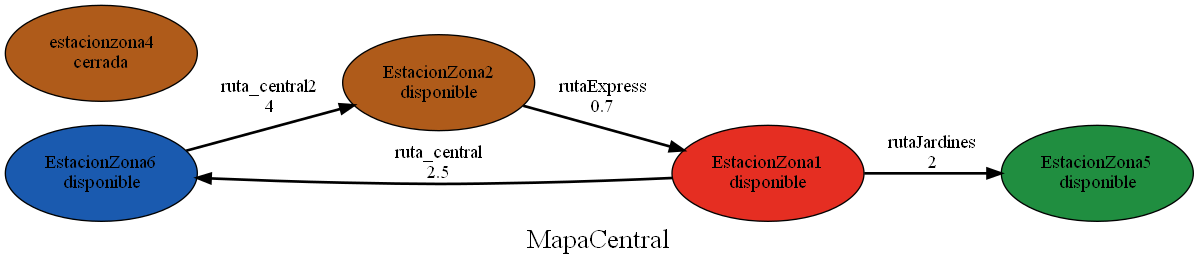 estacionzona4
cerrada
EstacionZona2
disponible
ruta_central2
4
rutaExpress
0.7
EstacionZona6
disponible
ruta_central
2.5
EstacionZona1
disponible
rutaJardines
2
EstacionZona5
disponible
MapaCentral